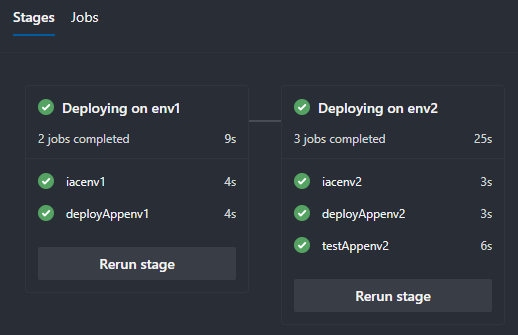 Stages Jobs
Deploying on env1
2 jobs completed 9s
iacenv1 4s
deployAppenv1 4s
Rerun stage
Deploying on env2
3 jobs completed 25s
iacenv2 3s
deployAppenv2 3s
testAppenv2 6s
Rerun stage